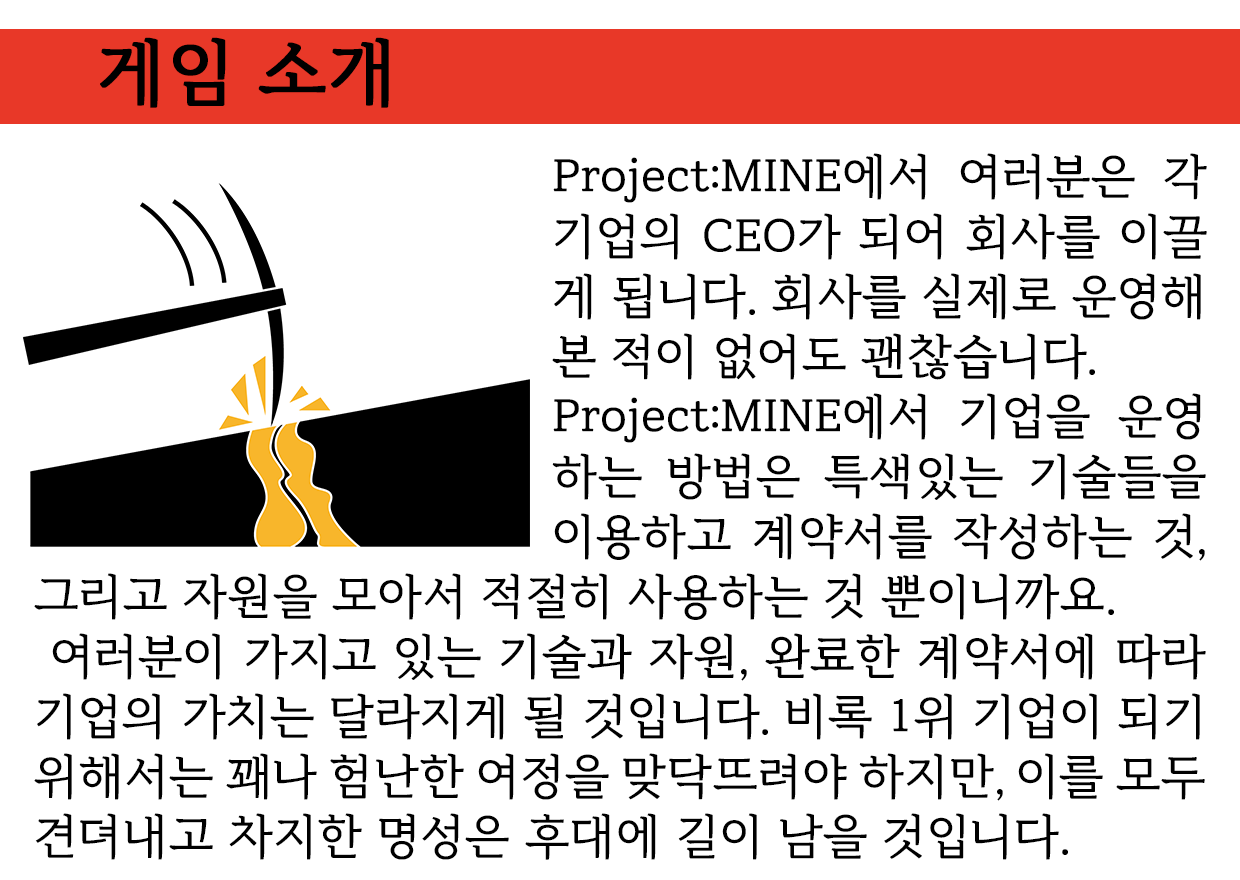 게임 소개
Project:MINE에서 여러분은 각
기업의 CEO가 되어 회사를 이끌
게 됩니다. 회사를 실제로 운영해
본 적이 없어도 괜찮습니다.
Project:MINE에서 기업을 운영
하는 방법은 특색있는 기술들을
이용하고 계약서를 작성하는 것,
그리고 자원을 모아서 적절히 사용하는 것 뿐이니까요.
여러분이 가지고 있는 기술과 자원, 완료한 계약서에 따라
기업의 가치는 달라지게 될 것입니다. 비록 1위 기업이 되기
위해서는 꽤나 험난한 여정을 맞닥뜨려야 하지만, 이를 모두
견뎌내고 차지한 명성은 후대에 길이 남을 것입니다.